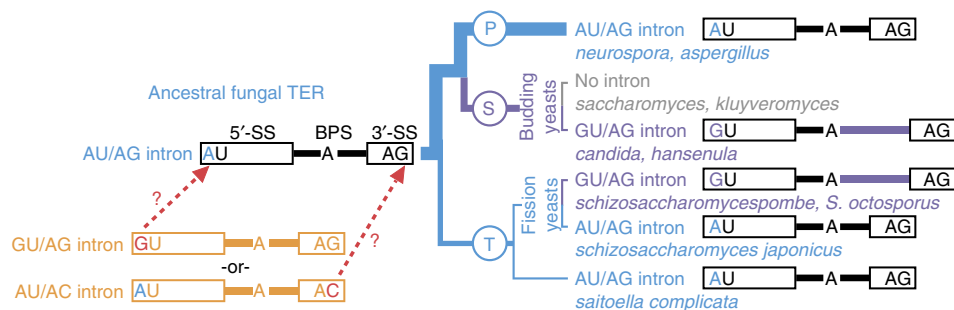 Ancestral fungal TER
5′-SS BPS 3′-SS
AU/AG intron AU A AG
?
?
GU/AG intron GU A AG
-or-
AU/AC intron AU A AC
P
S
T
Budding
yeasts
Fission
yeasts
AU/AG intron AU A AG
neurospora, aspergillus
No intron
saccharomyces, kluyveromyces
GU/AG intron GU A AG
candida, hansenula
GU/AG intron GU A AG
schizosaccharomycespombe, S. octosporus
AU/AG intron AU A AG
schizosaccharomyces japonicus
AU/AG intron AU A AG
saitoella complicata